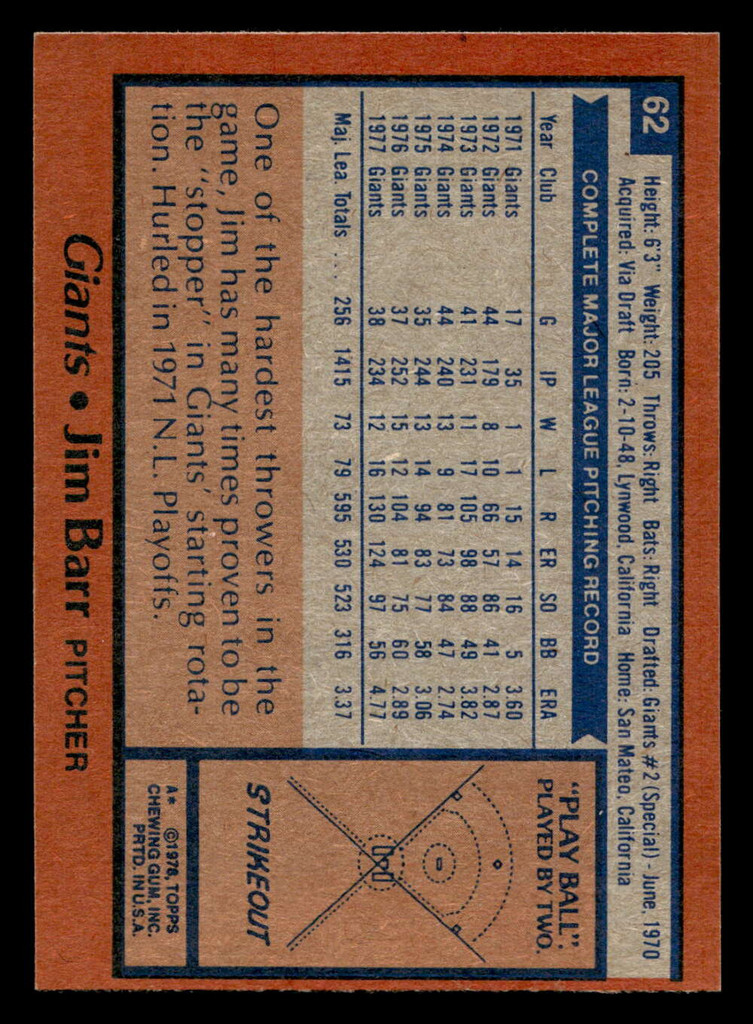 62
Height: 6'3" Weight: 205 Throws: Right Bats: Right Drafted: Giants #2 (Special) - June, 1970
Acquired: Via Draft Born: 2-10-48, Lynwood, California Home: San Mateo, California
COMPLETE MAJOR LEAGUE PITCHING RECORD
Year Club G IP W L R ER SO BB ERA
1971 Giants 17 35 1 1 15 14 16 5 3.60
1972 Giants 44 179 8 10 66 57 86 41 2.87
1973 Giants 41 231 11 17 105 98 88 49 3.82
1974 Giants 44 240 13 9 81 73 84 47 2.74
1975 Giants 35 244 13 14 94 83 77 58 3.06
1976 Giants 37 252 15 12 104 81 75 60 2.89
1977 Giants 38 234 12 16 130 124 97 56 4.77
Maj. Lea. Totals ... 256 1415 73 79 595 530 523 316 3.37
One of the hardest throwers in the
game, Jim has many times proven to be
the "stopper" in Giants' starting rota-
tion. Hurled in 1971 N.L. Playoffs.
"PLAY BALL":
PLAYED BY TWO.
STRIKEOUT
A* ©1978, TOPPS
CHEWING GUM, INC.
PRTD. IN U.S.A.
Giants • Jim Barr PITCHER